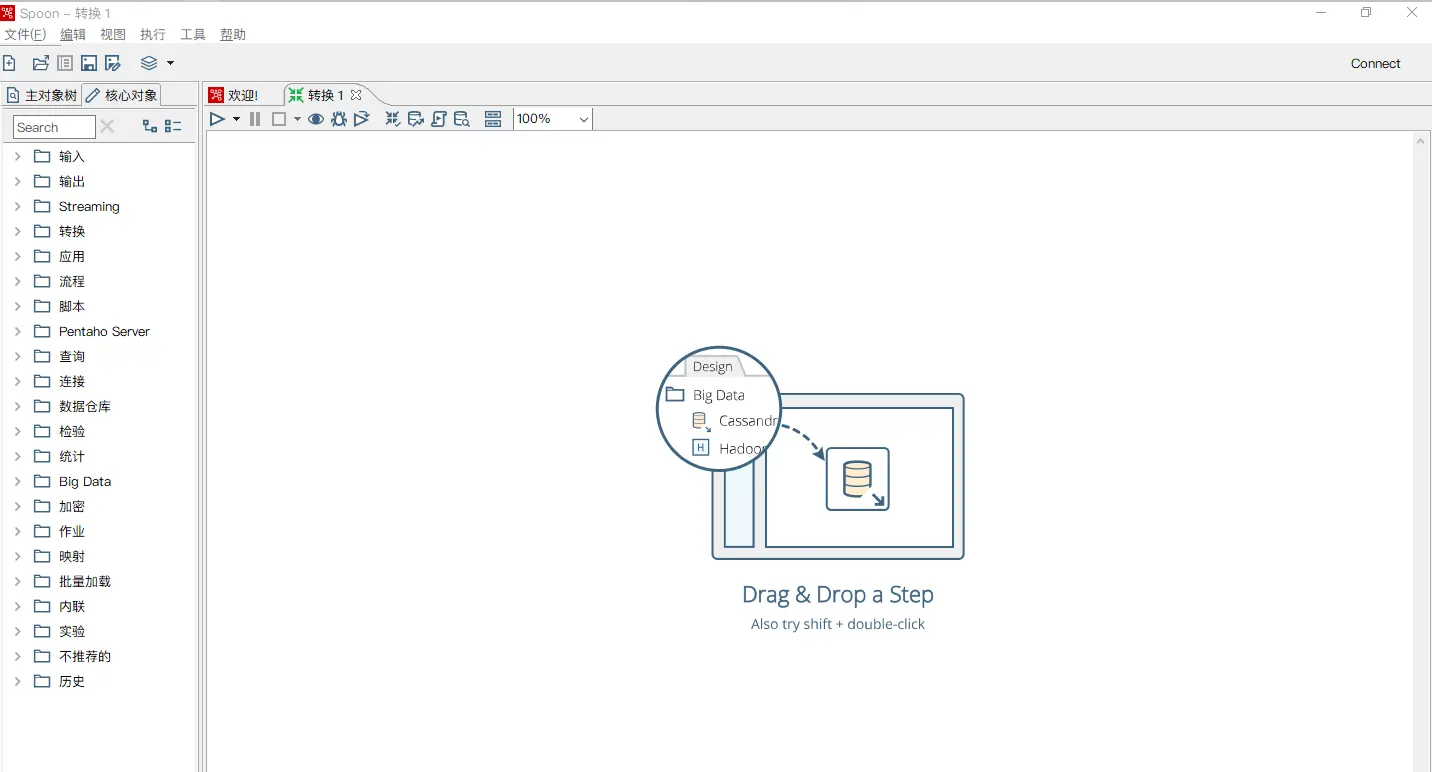 Spoon - 转换 1
文件(F) 编辑 视图 执行 工具 帮助
Connect
主对象树 核心对象
欢迎! 转换 1
Search
100%
输入
输出
Streaming
转换
应用
流程
脚本
Pentaho Server
查询
连接
数据仓库
检验
统计
Big Data
加密
作业
映射
批量加载
内联
实验
不推荐的
历史
Design
Big Data
Cassandr
H Hadoop
Drag & Drop a Step
Also try shift + double-click